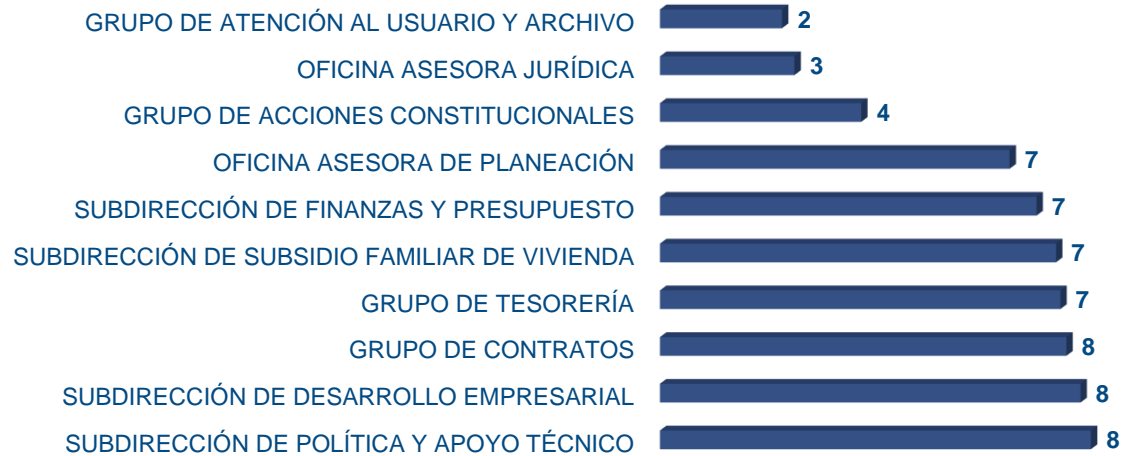 GRUPO DE ATENCIÓN AL USUARIO Y ARCHIVO 2
OFICINA ASESORA JURÍDICA 3
GRUPO DE ACCIONES CONSTITUCIONALES 4
OFICINA ASESORA DE PLANEACIÓN 7
SUBDIRECCIÓN DE FINANZAS Y PRESUPUESTO 7
SUBDIRECCIÓN DE SUBSIDIO FAMILIAR DE VIVIENDA 7
GRUPO DE TESORERÍA 7
GRUPO DE CONTRATOS 8
SUBDIRECCIÓN DE DESARROLLO EMPRESARIAL 8
SUBDIRECCIÓN DE POLÍTICA Y APOYO TÉCNICO 8